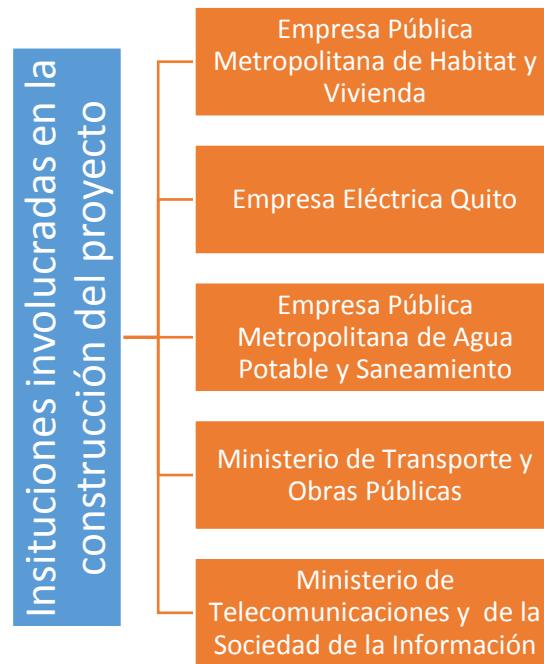 Insituciones involucradas en la
construcción del proyecto
Empresa Pública
Metropolitana de Habitat y
Vivienda
Empresa Eléctrica Quito
Empresa Pública
Metropolitana de Agua
Potable y Saneamiento
Ministerio de Transporte y
Obras Públicas
Ministerio de
Telecomunicaciones y de la
Sociedad de la Información